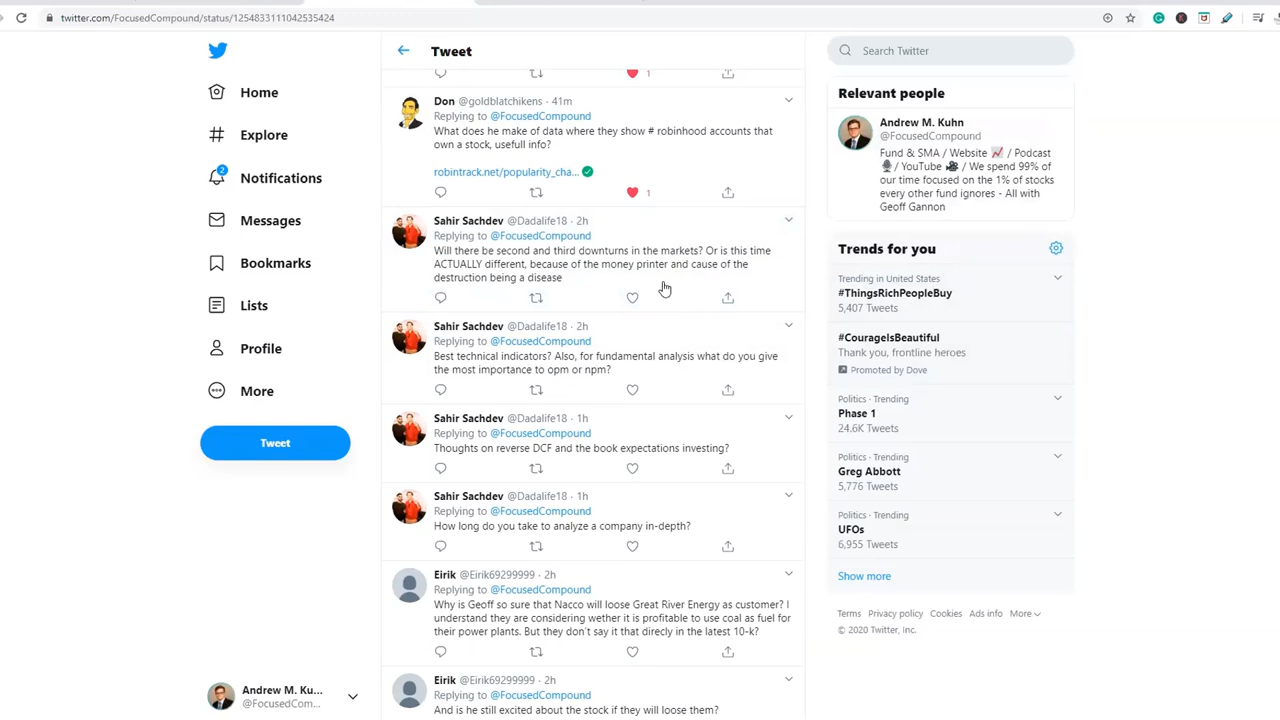 twitter.com/FocusedCompound/status/1254833111042535424
Home
Explore
2
Notifications
Messages
Bookmarks
Lists
Profile
More
Tweet
Andrew M. Ku...
@FocusedCom...
Tweet
1
Don @goldblatchikens · 41m
Replying to @FocusedCompound
What does he make of data where they show # robinhood accounts that
own a stock, usefull info?
robintrack.net/popularity_cha...
1
Sahir Sachdev @Dadalife18 · 2h
Replying to @FocusedCompound
Will there be second and third downturns in the markets? Or is this time
ACTUALLY different, because of the money printer and cause of the
destruction being a disease
Sahir Sachdev @Dadalife18 · 2h
Replying to @FocusedCompound
Best technical indicators? Also, for fundamental analysis what do you give
the most importance to opm or npm?
Sahir Sachdev @Dadalife18 · 1h
Replying to @FocusedCompound
Thoughts on reverse DCF and the book expectations investing?
Sahir Sachdev @Dadalife18 · 1h
Replying to @FocusedCompound
How long do you take to analyze a company in-depth?
Eirik @Eirik69299999 · 2h
Replying to @FocusedCompound
Why is Geoff so sure that Nacco will loose Great River Energy as customer? I
understand they are considering wether it is profitable to use coal as fuel for
their power plants. But they don't say it direcly in the latest 10-k?
Eirik @Eirik69299999 · 2h
Replying to @FocusedCompound
And is he still excited about the stock if they will loose them?
Search Twitter
Relevant people
Andrew M. Kuhn
@FocusedCompound
Fund & SMA / Website / Podcast
/ YouTube / We spend 99% of
our time focused on the 1% of stocks
every other fund ignores - All with
Geoff Gannon
Trends for you
Trending in United States
#ThingsRichPeopleBuy
5,407 Tweets
#CourageIsBeautiful
Thank you, frontline heroes
Promoted by Dove
Politics · Trending
Phase 1
24.6K Tweets
Politics · Trending
Greg Abbott
5,776 Tweets
Politics · Trending
UFOs
6,955 Tweets
Show more
Terms Privacy policy Cookies Ads info More
© 2020 Twitter, Inc.